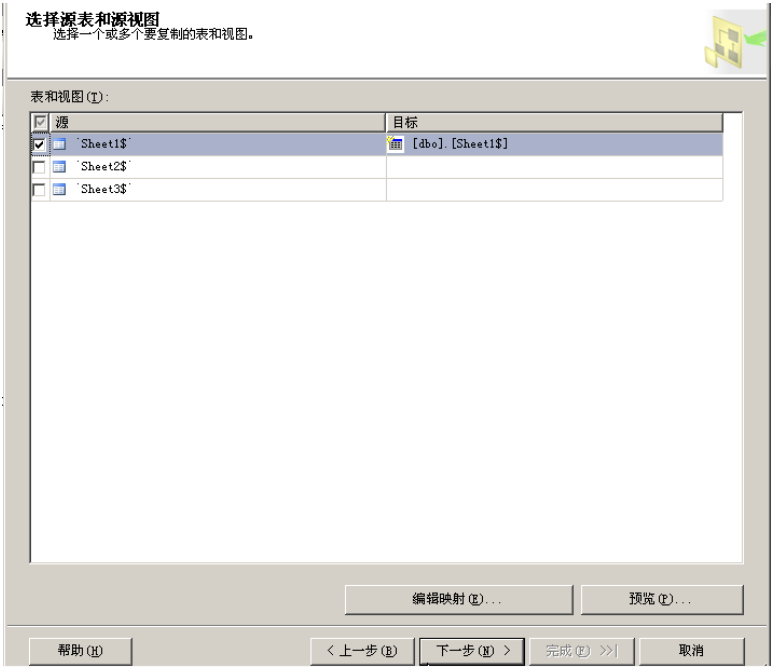 选择源表和源视图
选择一个或多个要复制的表和视图。
表和视图(T):
源 目标
`Sheet1$` [dbo].[Sheet1$]
`Sheet2$`
`Sheet3$`
编辑映射(E)... 预览(P)...
帮助(H) < 上一步(B) 下一步(N) > 完成(F) >>| 取消